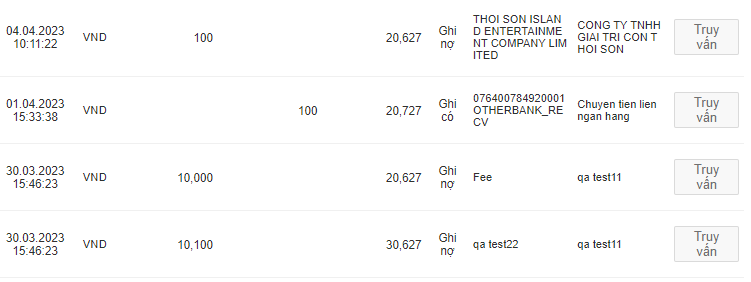 04.04.2023 10:11:22 VND 100 20,627 Ghi nợ THOI SON ISLAN CONG TY TNHH Truy vấn
D ENTERTAINME GIAI TRI CON T
NT COMPANY LIM HOI SON
ITED
01.04.2023 15:33:38 VND 100 20,727 Ghi có 076400784920001 Chuyen tien lien Truy vấn
OTHERBANK_RE ngan hang
CV
30.03.2023 15:46:23 VND 10,000 20,627 Ghi nợ Fee qa test11 Truy vấn
30.03.2023 15:46:23 VND 10,100 30,627 Ghi nợ qa test22 qa test11 Truy vấn